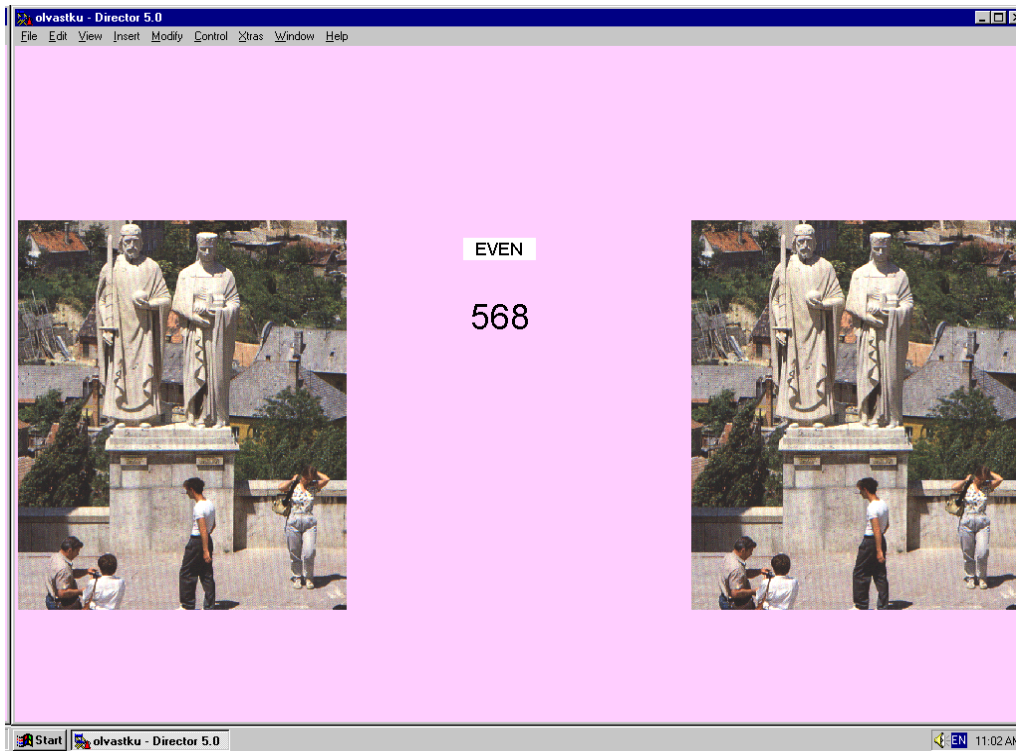 olvastku - Director 5.0
File Edit View Insert Modify Control Xtras Window Help
EVEN
568
Start olvastku - Director 5.0 EN 11:02 AM